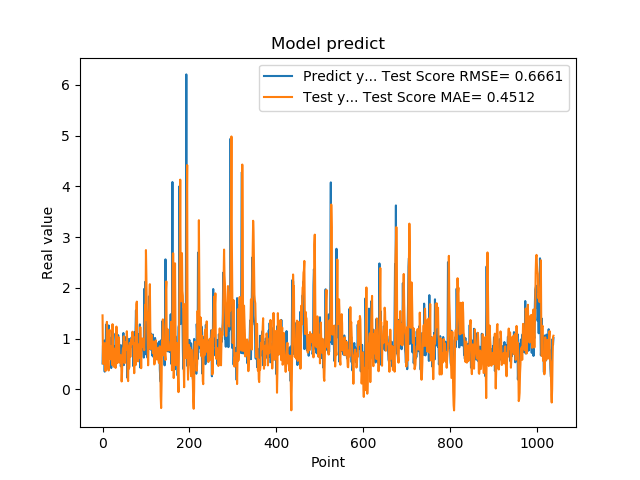 Model predict
Predict y... Test Score RMSE= 0.6661
Test y... Test Score MAE= 0.4512
Real value
6
5
4
3
2
1
0
0 200 400 600 800 1000
Point